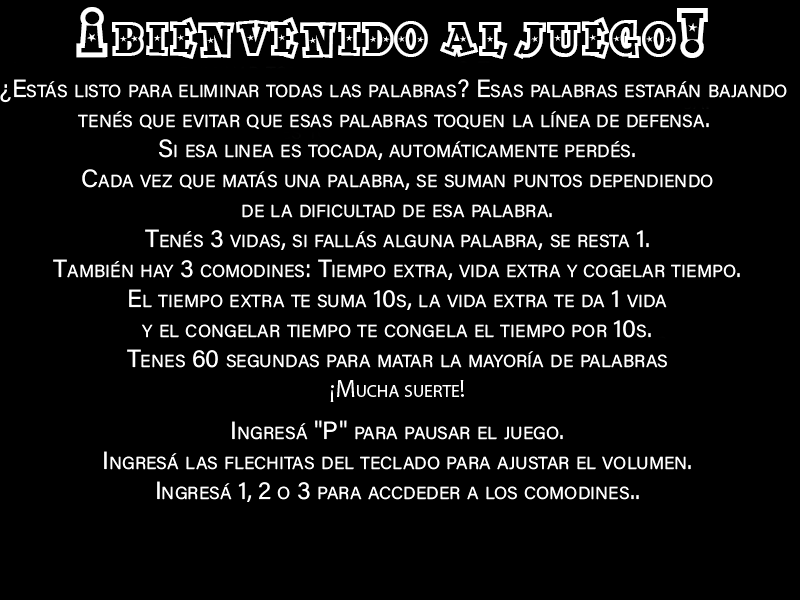 ¡BIENVENIDO AL JUEGO!
¿Estás listo para eliminar todas las palabras? Esas palabras estarán bajando
tenés que evitar que esas palabras toquen la línea de defensa.
Si esa linea es tocada, automáticamente perdés.
Cada vez que matás una palabra, se suman puntos dependiendo
de la dificultad de esa palabra.
Tenés 3 vidas, si fallás alguna palabra, se resta 1.
También hay 3 comodines: Tiempo extra, vida extra y cogelar tiempo.
El tiempo extra te suma 10s, la vida extra te da 1 vida
y el congelar tiempo te congela el tiempo por 10s.
Tenes 60 segundas para matar la mayoría de palabras
¡Mucha suerte!
Ingresá "P" para pausar el juego.
Ingresá las flechitas del teclado para ajustar el volumen.
Ingresá 1, 2 o 3 para accdeder a los comodines..